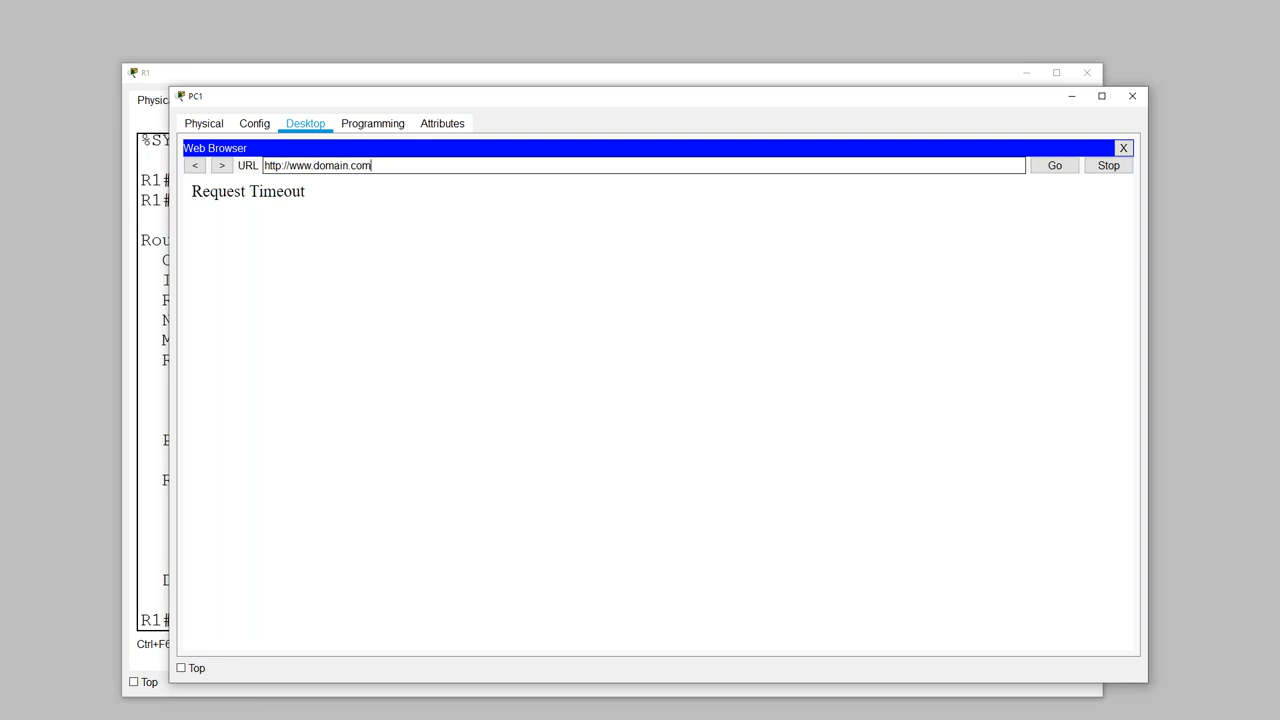 R1
Physic
%SY
R1#
R1#
Rou
R1#
Ctrl+F6
Top
PC1
Physical Config Desktop Programming Attributes
Web Browser X
< > URL http://www.domain.com Go Stop
Request Timeout
Top